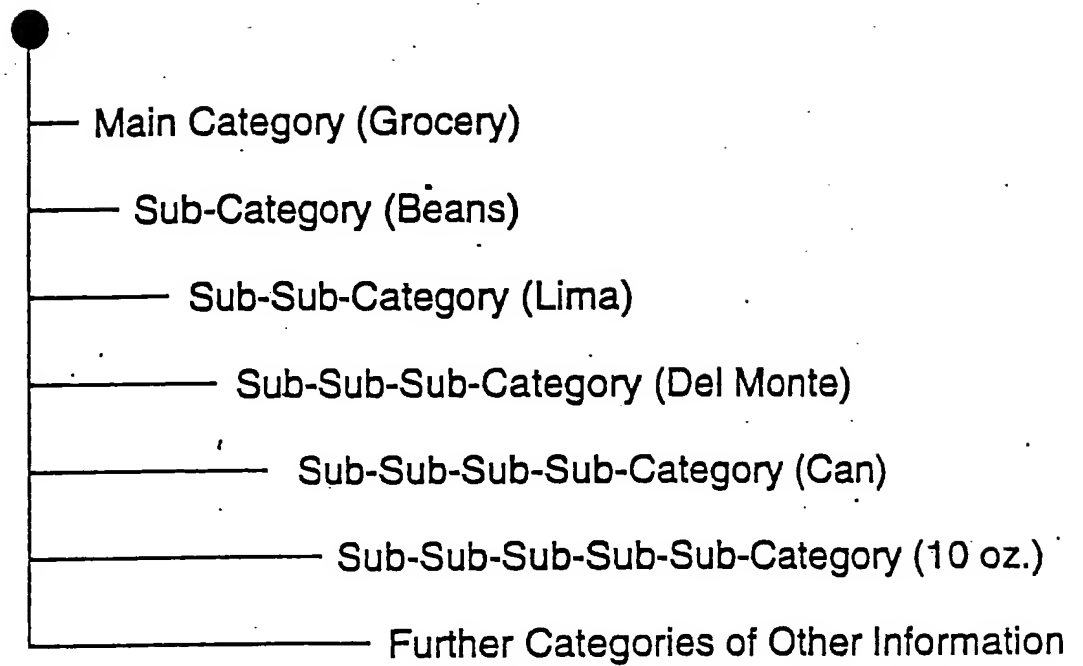 Main Category (Grocery)
Sub-Category (Beans)
Sub-Sub-Category (Lima)
Sub-Sub-Sub-Category (Del Monte)
Sub-Sub-Sub-Sub-Category (Can)
Sub-Sub-Sub-Sub-Sub-Category (10 oz.)
Further Categories of Other Information